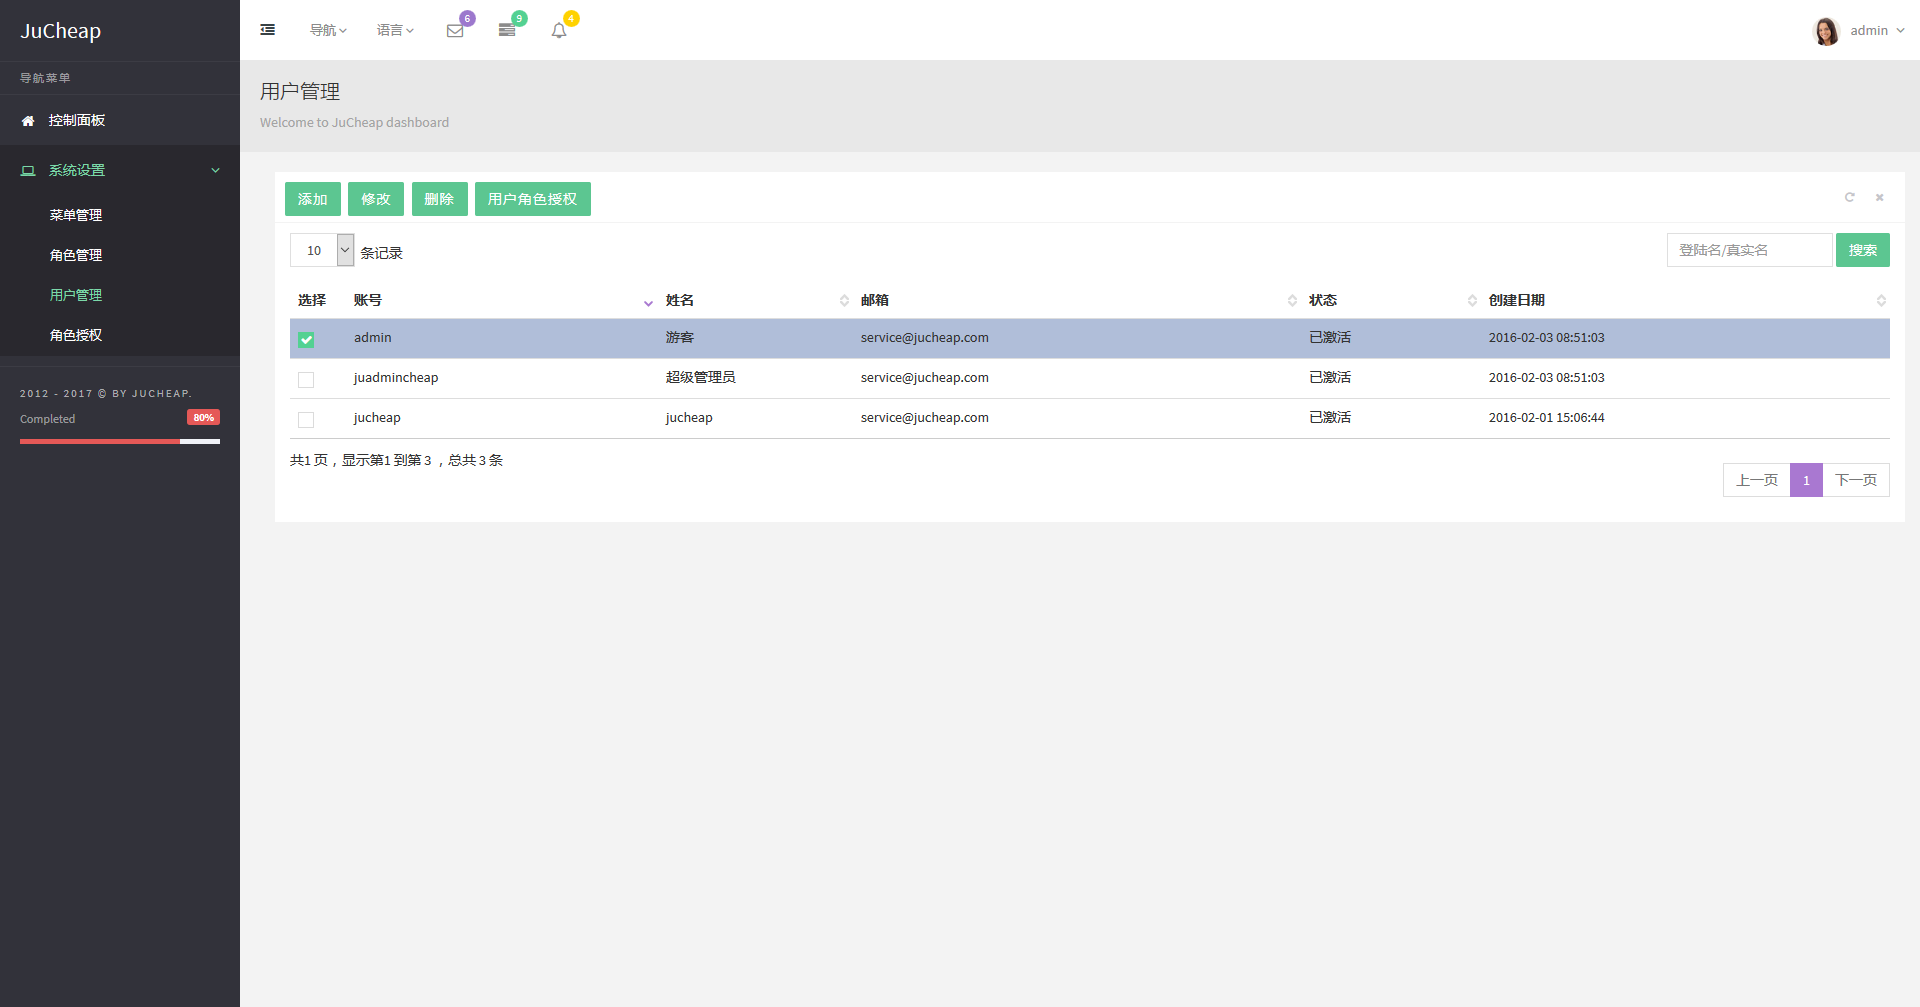 JuCheap
导航菜单
控制面板
系统设置
菜单管理
角色管理
用户管理
角色授权
2012 - 2017 © BY JUCHEAP.
Completed 80%
导航 语言 6 9 4 admin
用户管理
Welcome to JuCheap dashboard
添加 修改 删除 用户角色授权
10 条记录 登陆名/真实名 搜索
选择 账号 姓名 邮箱 状态 创建日期
admin 游客 service@jucheap.com 已激活 2016-02-03 08:51:03
juadmincheap 超级管理员 service@jucheap.com 已激活 2016-02-03 08:51:03
jucheap jucheap service@jucheap.com 已激活 2016-02-01 15:06:44
共1 页，显示第1 到第 3 ，总共 3 条
上一页 1 下一页